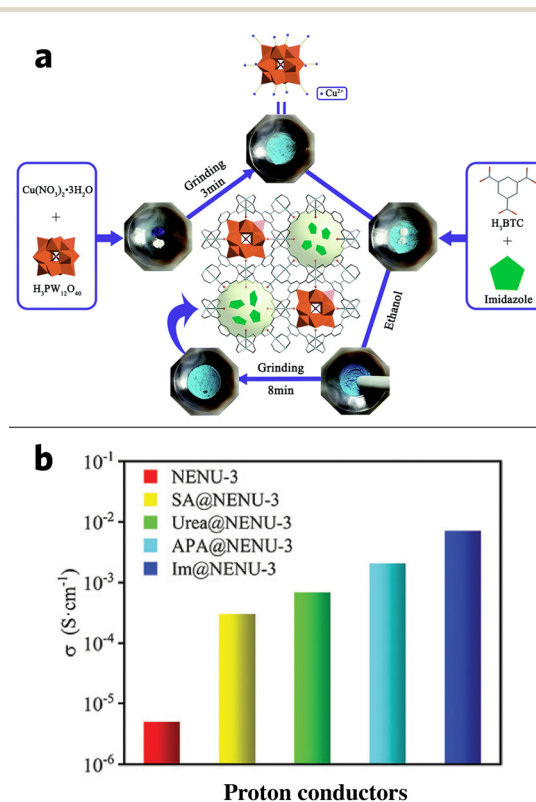 a
• Cu²⁺
Grinding
3min
Cu(NO₃)₂•3H₂O
+
H₃PW₁₂O₄₀
H₃BTC
+
Imidazole
Ethanol
Grinding
8min
b
10⁻¹
10⁻²
10⁻³
10⁻⁴
10⁻⁵
10⁻⁶
σ (S·cm⁻¹)
NENU-3
SA@NENU-3
Urea@NENU-3
APA@NENU-3
Im@NENU-3
Proton conductors